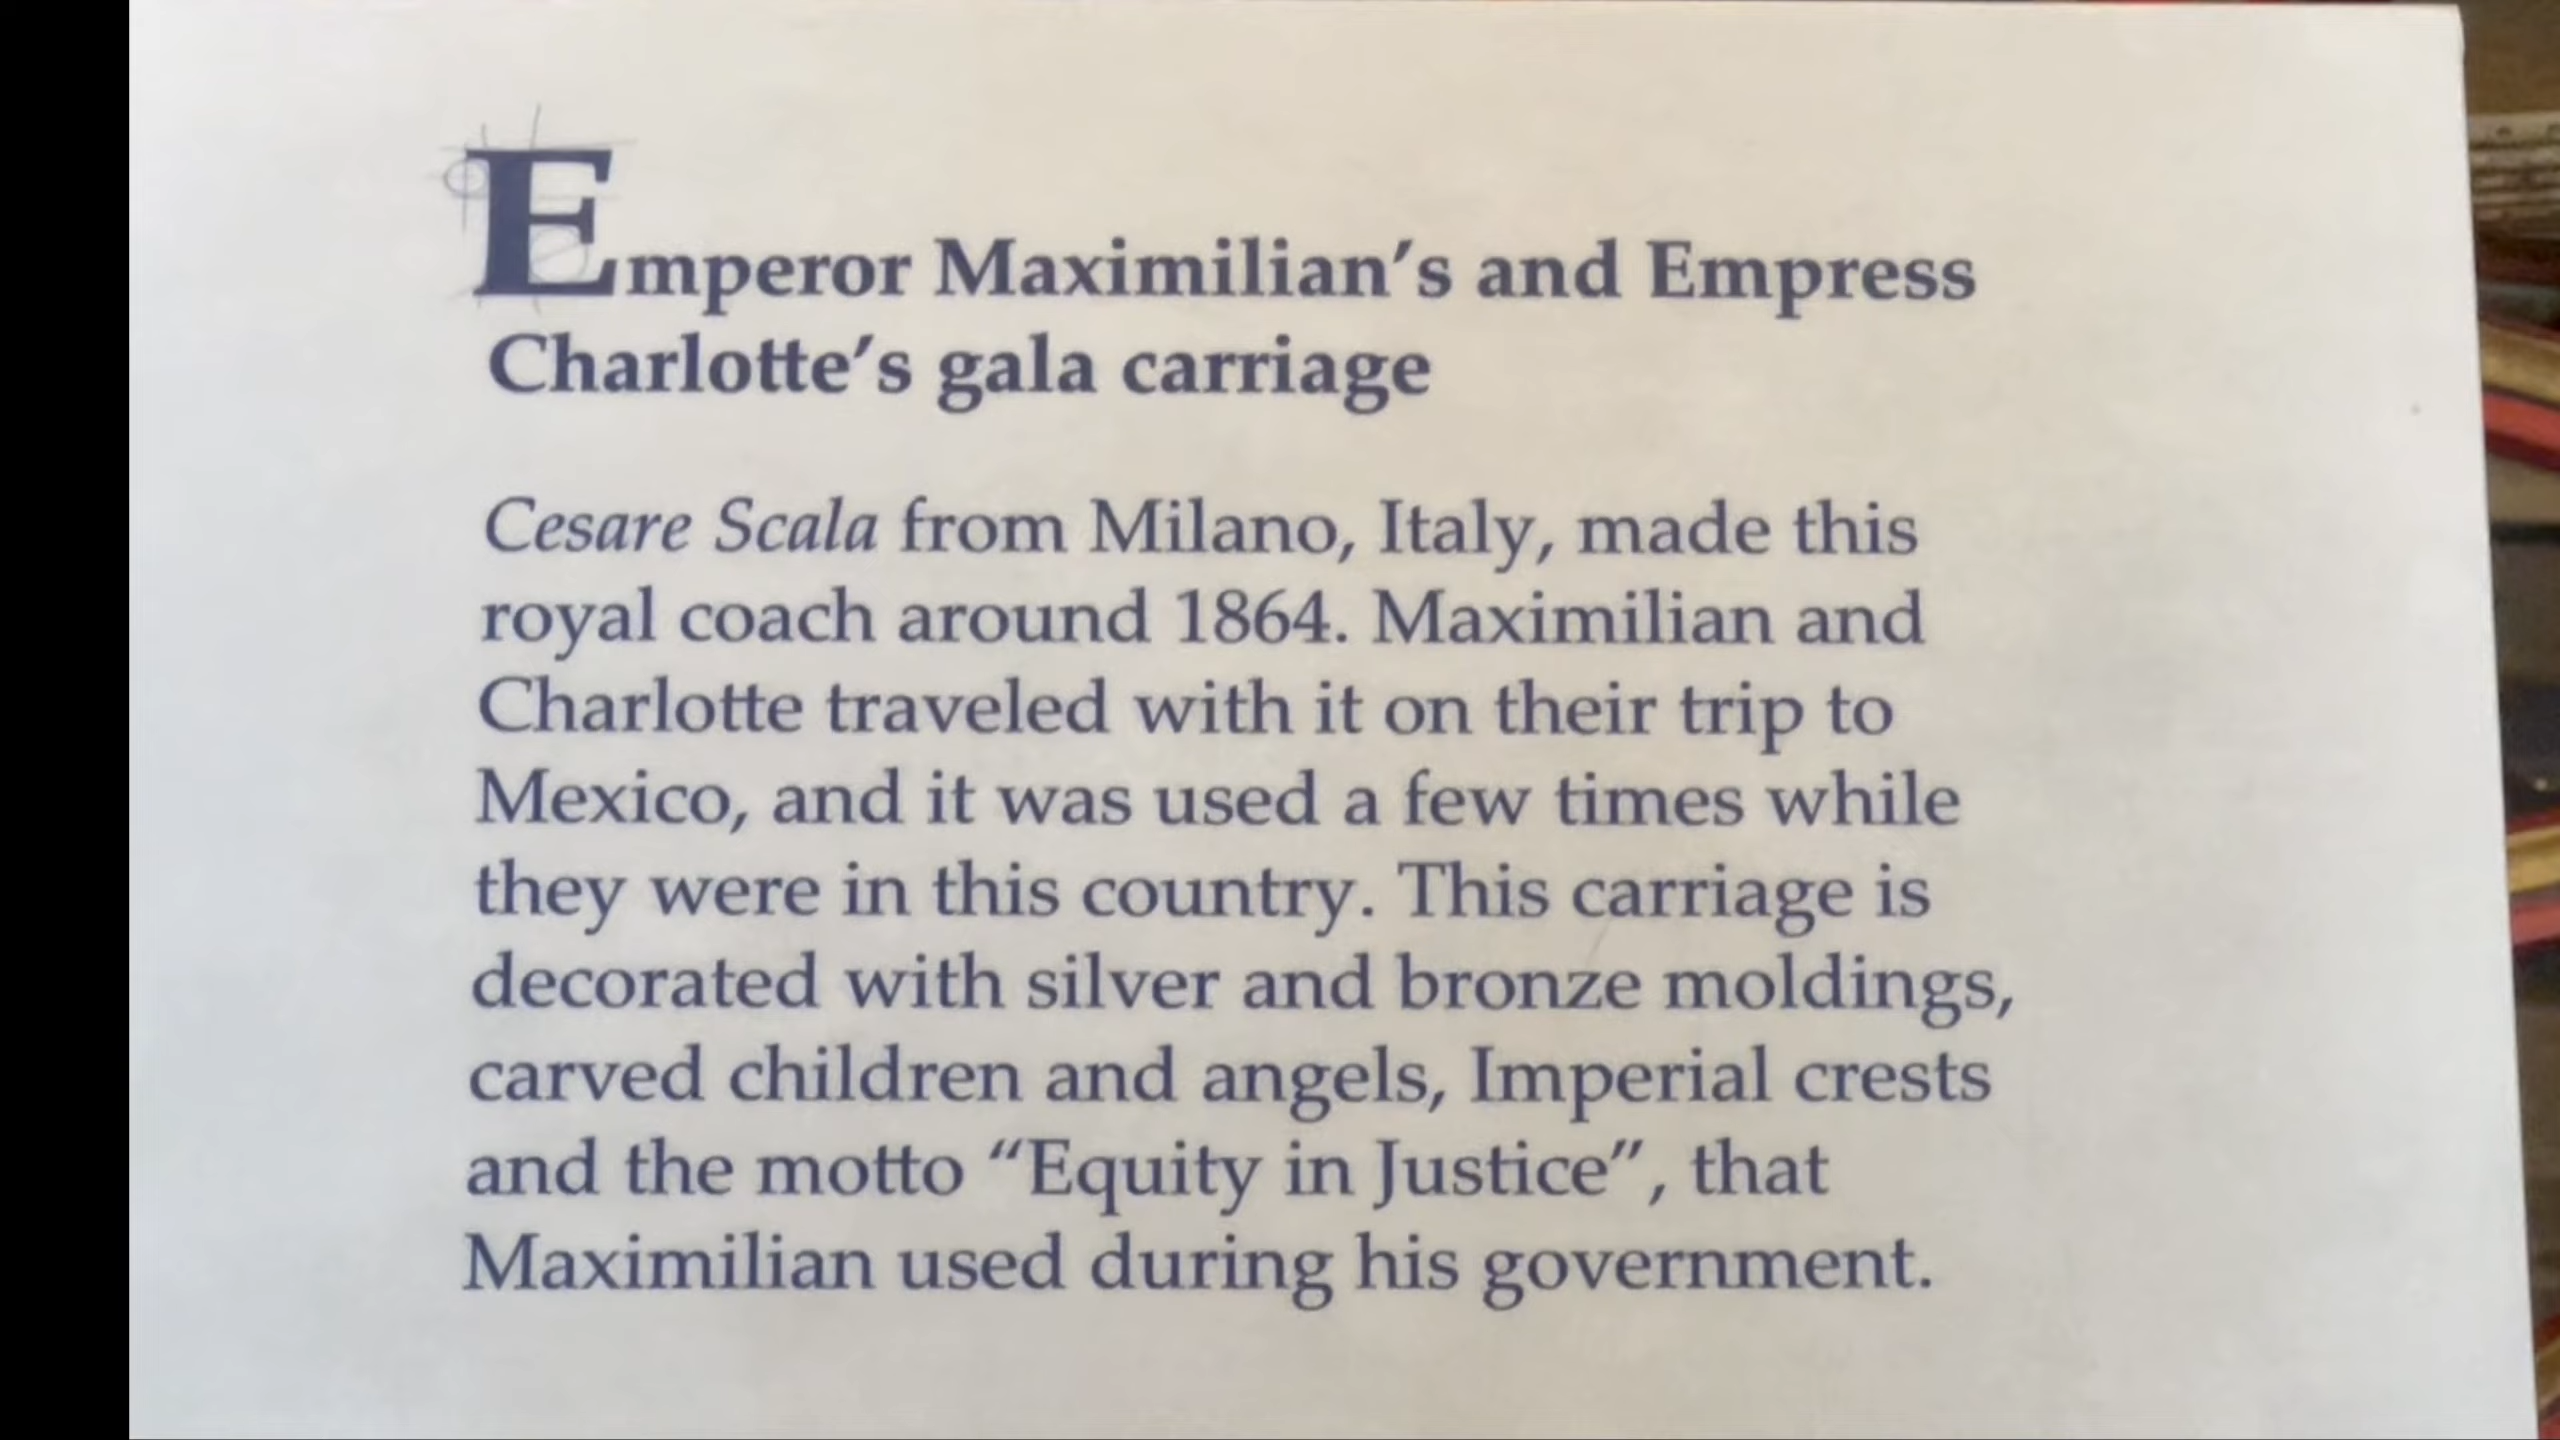 Emperor Maximilian's and Empress
Charlotte's gala carriage
Cesare Scala from Milano, Italy, made this
royal coach around 1864. Maximilian and
Charlotte traveled with it on their trip to
Mexico, and it was used a few times while
they were in this country. This carriage is
decorated with silver and bronze moldings,
carved children and angels, Imperial crests
and the motto "Equity in Justice", that
Maximilian used during his government.